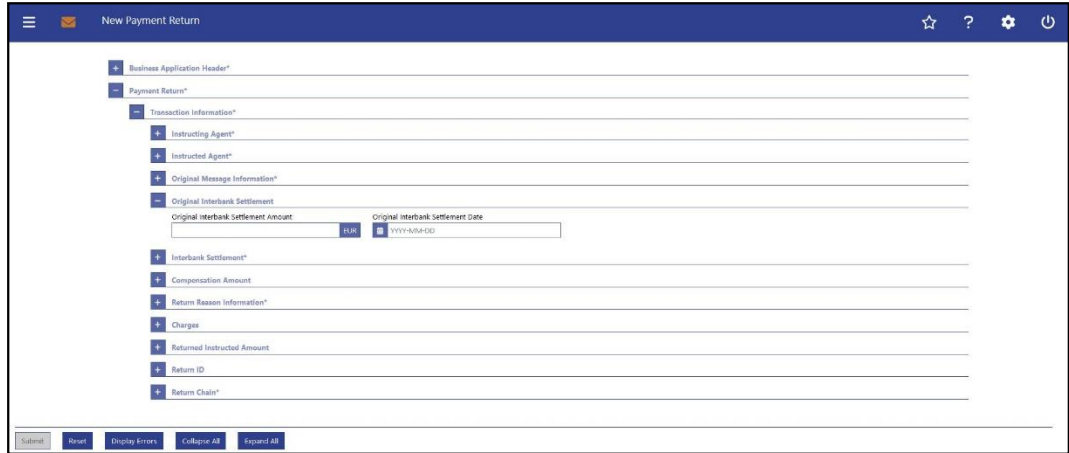 New Payment Return
?
+ Business Application Header*
− Payment Return*
− Transaction Information*
+ Instructing Agent*
+ Instructed Agent*
+ Original Message Information*
− Original Interbank Settlement
Original Interbank Settlement Amount Original Interbank Settlement Date
EUR YYYY-MM-DD
+ Interbank Settlement*
+ Compensation Amount
+ Return Reason Information*
+ Charges
+ Returned Instructed Amount
+ Return ID
+ Return Chain*
Submit Reset Display Errors Collapse All Expand All